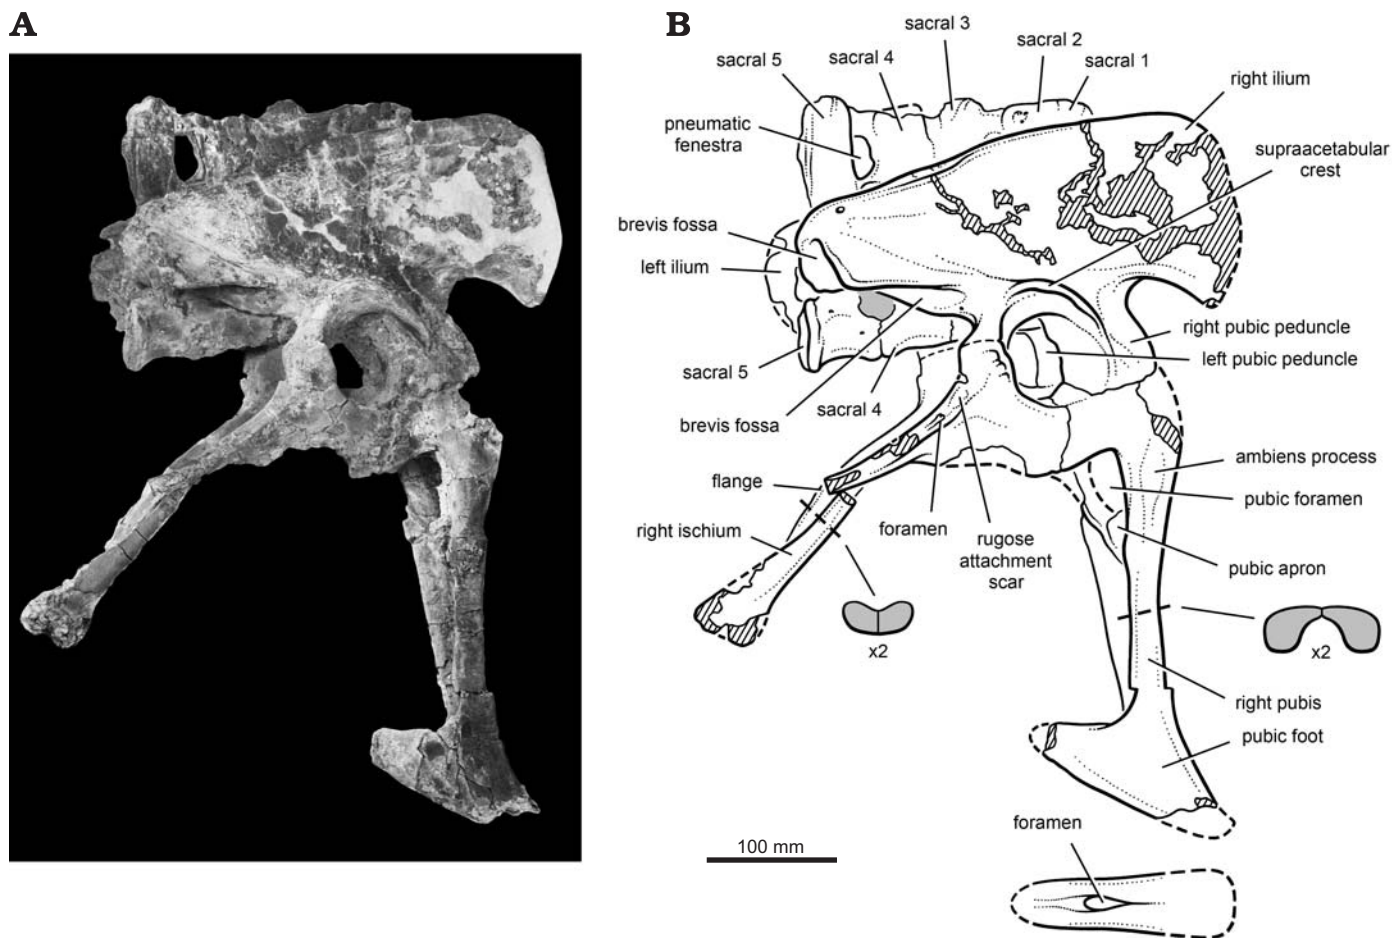 A
B
sacral 5
sacral 4
sacral 3
sacral 2
sacral 1
right ilium
pneumatic
fenestra
supraacetabular
crest
brevis fossa
left ilium
right pubic peduncle
left pubic peduncle
sacral 5
sacral 4
brevis fossa
ambiens process
flange
pubic foramen
right ischium
foramen
rugose
attachment
scar
pubic apron
x2
x2
right pubis
pubic foot
foramen
100 mm